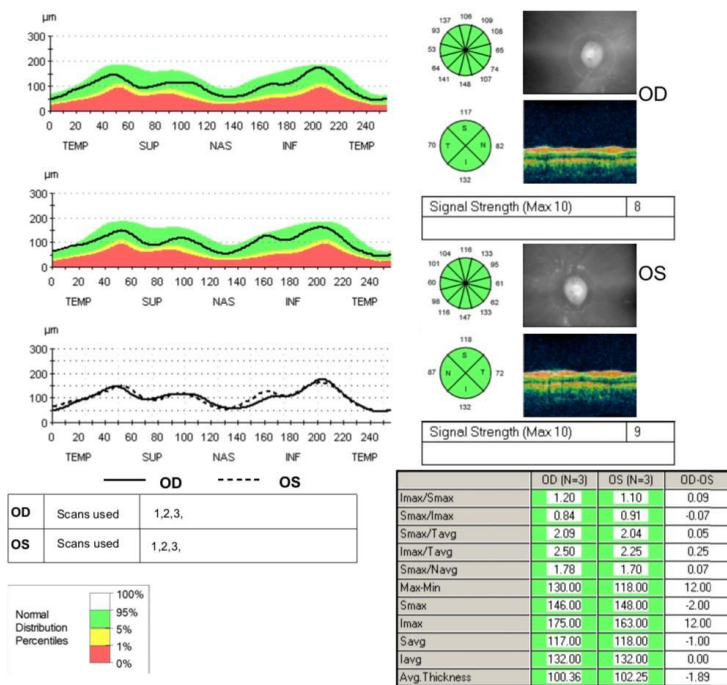 µm
300
200
100
0
0 20 40 60 80 100 120 140 160 180 200 220 240
TEMP SUP NAS INF TEMP
300
200
100
0
0 20 40 60 80 100 120 140 160 180 200 220 240
TEMP SUP NAS INF TEMP
µm
300
200
100
0
0 20 40 60 80 100 120 140 160 180 200 220 240
TEMP SUP NAS INF TEMP
OD OS
OD Scans used 1,2,3,
OS Scans used 1,2,3,
Normal
Distribution
Percentiles
100%
95%
5%
1%
0%
106
137 109
93 108
53 65
64 74
141 107
148
OD
117
S
70 T N 82
I
132
Signal Strength (Max 10) 8
116
104 133
101 95
60 61
98 62
116 133
147
OS
118
S
87 N T 72
I
132
Signal Strength (Max 10) 9
OD (N=3) OS (N=3) OD-OS
Imax/Smax 1.20 1.10 0.09
Smax/Imax 0.84 0.91 -0.07
Smax/Tavg 2.09 2.04 0.05
Imax/Tavg 2.50 2.25 0.25
Smax/Navg 1.78 1.70 0.07
Max-Min 130.00 118.00 12.00
Smax 146.00 148.00 -2.00
Imax 175.00 163.00 12.00
Savg 117.00 118.00 -1.00
Iavg 132.00 132.00 0.00
Avg.Thickness 100.36 102.25 -1.89